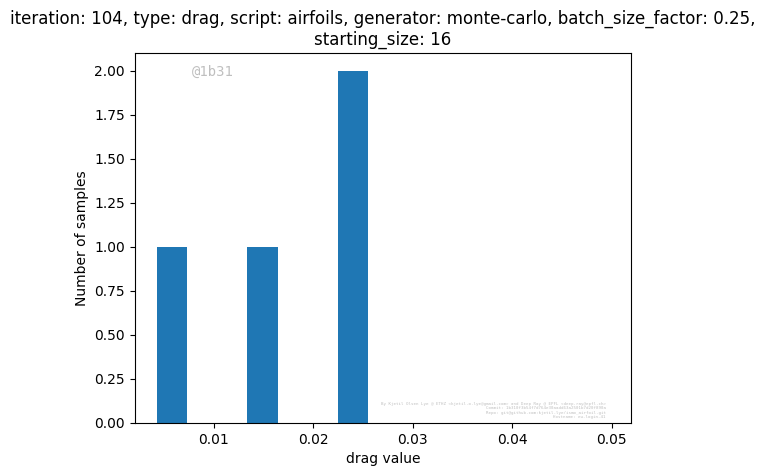 iteration: 104, type: drag, script: airfoils, generator: monte-carlo, batch_size_factor: 0.25,
starting_size: 16
@1b31
2.00
1.75
1.50
1.25
1.00
0.75
0.50
0.25
0.00
Number of samples
0.01 0.02 0.03 0.04 0.05
drag value